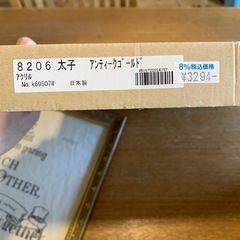 8206 太子 アンティークゴールド
アクリル
No. k695074 日本製
8%税込価格
¥3294-
CH
OTHER,